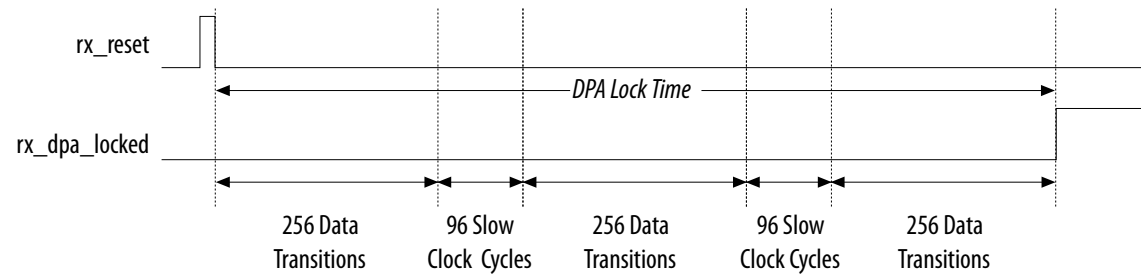 rx_reset
DPA Lock Time
rx_dpa_locked
256 Data
Transitions
96 Slow
Clock Cycles
256 Data
Transitions
96 Slow
Clock Cycles
256 Data
Transitions